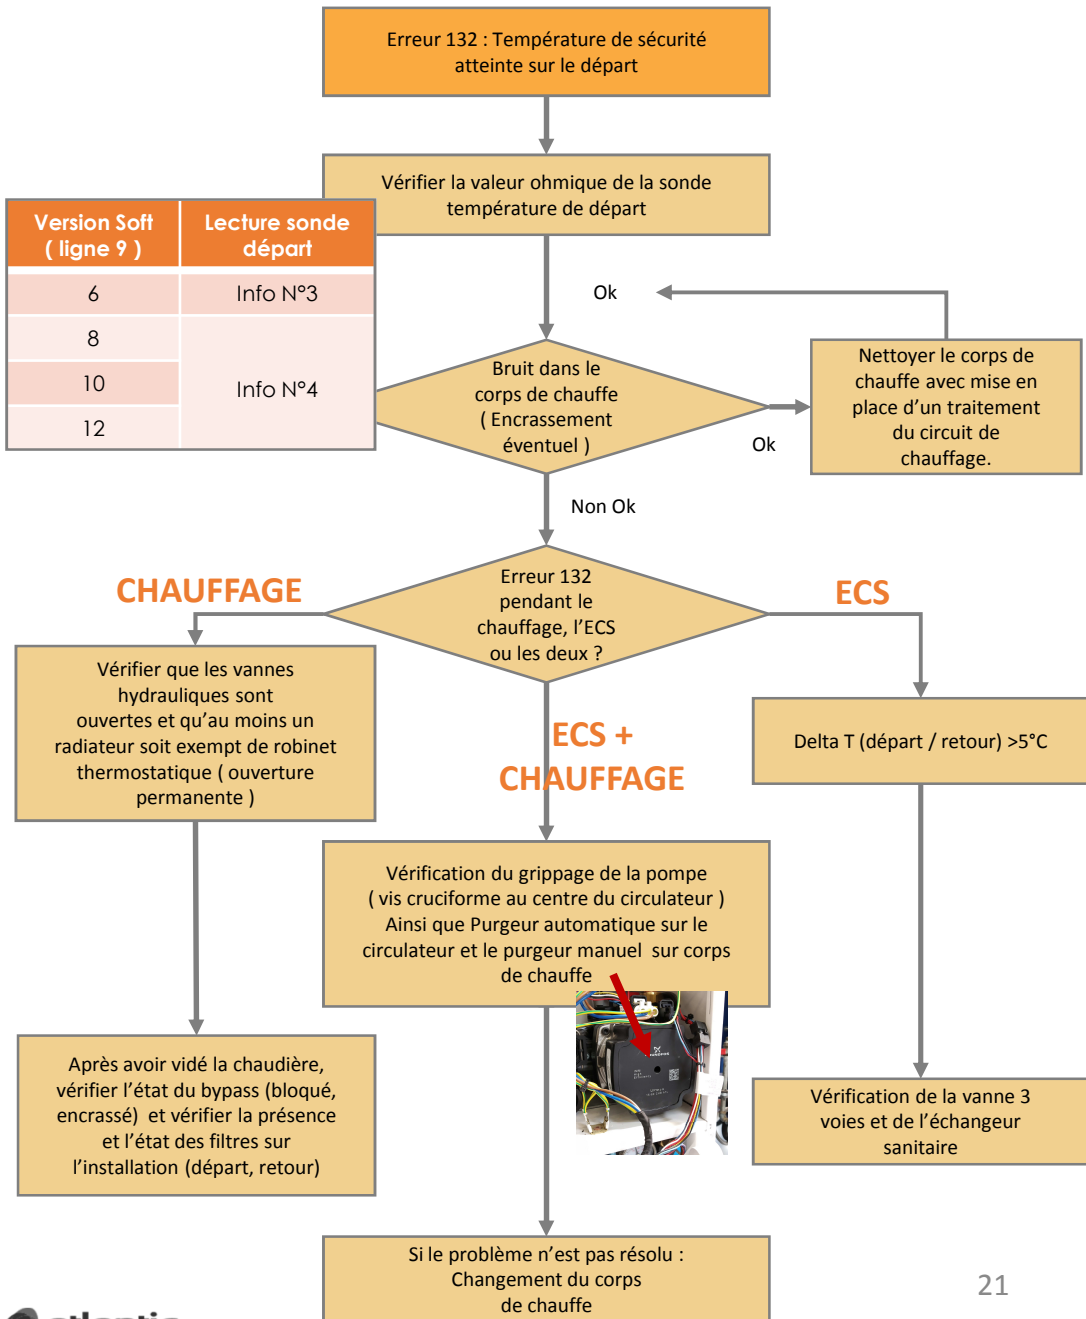 Erreur 132 : Température de sécurité
atteinte sur le départ
Vérifier la valeur ohmique de la sonde
température de départ
Version Soft
( ligne 9 )
Lecture sonde
départ
6
Info N°3
8
10
12
Info N°4
Ok
Bruit dans le
corps de chauffe
( Encrassement
éventuel )
Ok
Nettoyer le corps de
chauffe avec mise en
place d’un traitement
du circuit de
chauffage.
Non Ok
Erreur 132
pendant le
chauffage, l’ECS
ou les deux ?
CHAUFFAGE
ECS
ECS +
CHAUFFAGE
Vérifier que les vannes
hydrauliques sont
ouvertes et qu’au moins un
radiateur soit exempt de robinet
thermostatique ( ouverture
permanente )
Delta T (départ / retour) >5°C
Vérification du grippage de la pompe
( vis cruciforme au centre du circulateur )
Ainsi que Purgeur automatique sur le
circulateur et le purgeur manuel sur corps
de chauffe
Après avoir vidé la chaudière,
vérifier l’état du bypass (bloqué,
encrassé) et vérifier la présence
et l’état des filtres sur
l’installation (départ, retour)
Vérification de la vanne 3
voies et de l’échangeur
sanitaire
Si le problème n’est pas résolu :
Changement du corps
de chauffe
21
atlantic